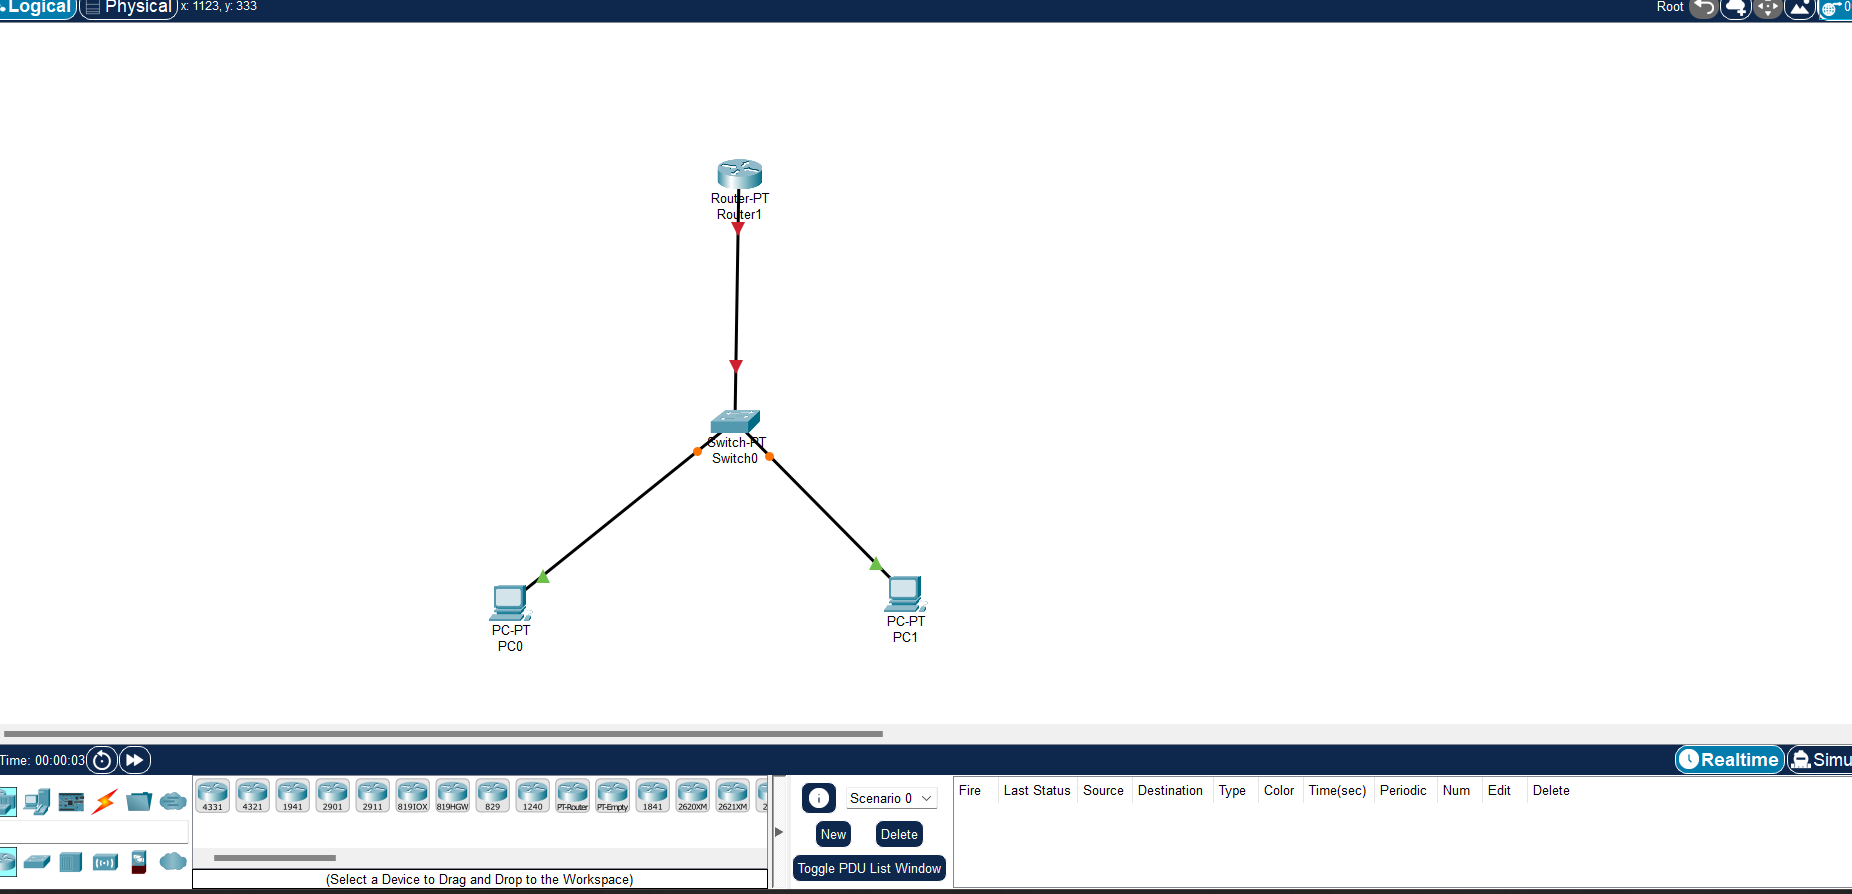 Logical Physical x: 1123, y: 333 Root
Router-PT
Router1
Switch-PT
Switch0
PC-PT
PC0
PC-PT
PC1
Time: 00:00:03 Realtime
4331 4321 1941 2901 2911 819IOX 819HGW 829 1240 PT-Router PT-Empty 1841 2620XM 2621XM
(Select a Device to Drag and Drop to the Workspace)
Scenario 0
New Delete
Toggle PDU List Window
Fire Last Status Source Destination Type Color Time(sec) Periodic Num Edit Delete